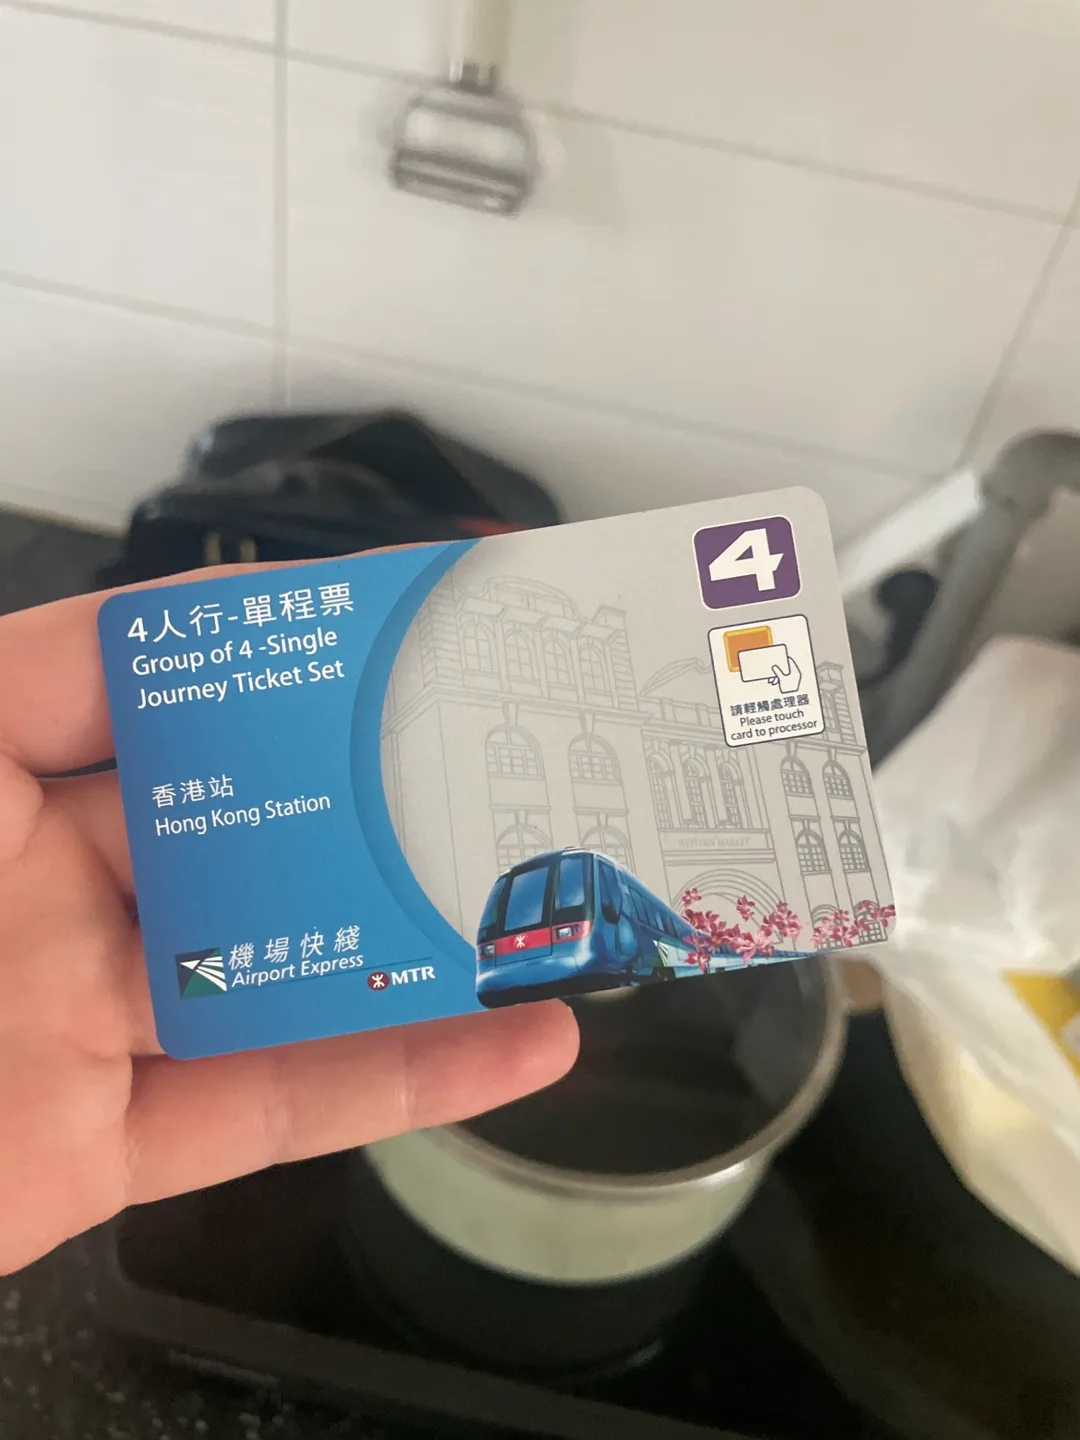 4人行-單程票
Group of 4 -Single
Journey Ticket Set
香港站
Hong Kong Station
機場快綫
Airport Express
MTR
4
請輕觸處理器
Please touch
card to processor
WESTERN MARKET